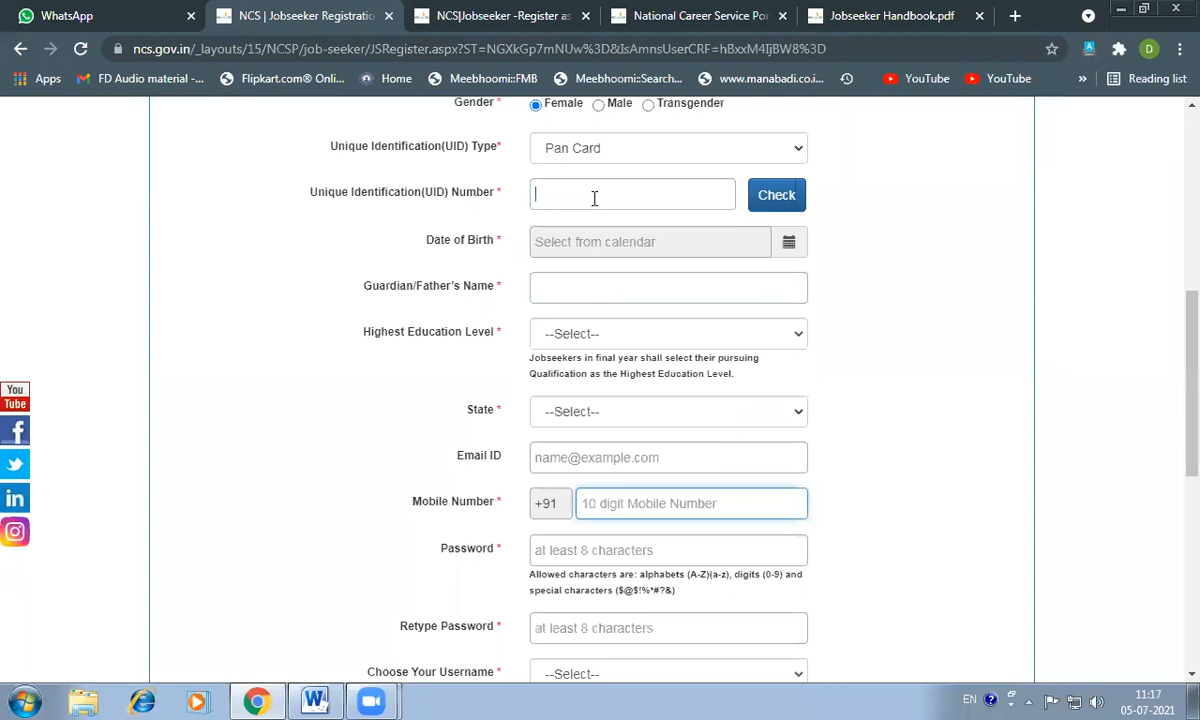 WhatsApp
NCS | Jobseeker Registratio
NCS|Jobseeker -Register as
National Career Service Po
Jobseeker Handbook.pdf
ncs.gov.in/_layouts/15/NCSP/job-seeker/JSRegister.aspx?ST=NGXkGp7mNUw%3D&IsAmnsUserCRF=hBxxM4IjBW8%3D
D
Apps
FD Audio material -...
Flipkart.com® Onli...
Home
Meebhoomi::FMB
Meebhoomi::Search...
www.manabadi.co.i...
YouTube
YouTube
»
Reading list
Gender *
Female
Male
Transgender
Unique Identification(UID) Type*
Pan Card
Unique Identification(UID) Number *
Check
Date of Birth *
Select from calendar
Guardian/Father's Name *
Highest Education Level *
--Select--
Jobseekers in final year shall select their pursuing
Qualification as the Highest Education Level.
You
Tube
State *
--Select--
Email ID
name@example.com
Mobile Number *
+91
10 digit Mobile Number
Password *
at least 8 characters
Allowed characters are: alphabets (A-Z)(a-z), digits (0-9) and
special characters ($@$!%*#?&)
Retype Password *
at least 8 characters
Choose Your Username *
--Select--
EN
11:17
05-07-2021